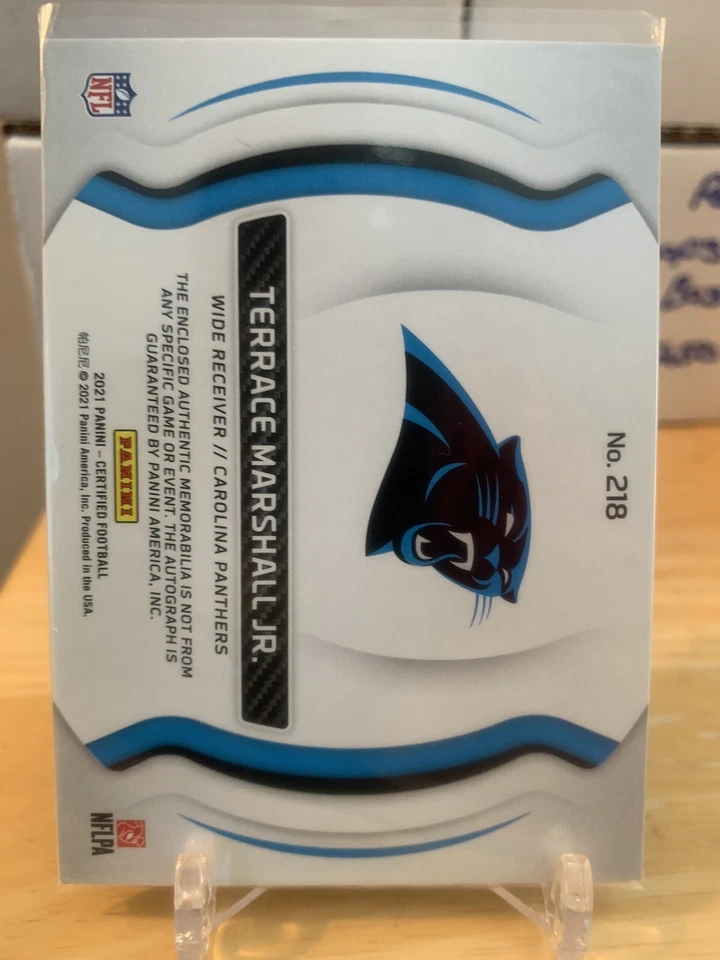 No. 218
TERRACE MARSHALL JR.
WIDE RECEIVER // CAROLINA PANTHERS
THE ENCLOSED AUTHENTIC MEMORABILIA IS NOT FROM
ANY SPECIFIC GAME OR EVENT. THE AUTOGRAPH IS
GUARANTEED BY PANINI AMERICA, INC.
PANINI
2021 PANINI – CERTIFIED FOOTBALL
帕尼尼 © 2021 Panini America, Inc. Produced in the USA.
NFL
NFLPA